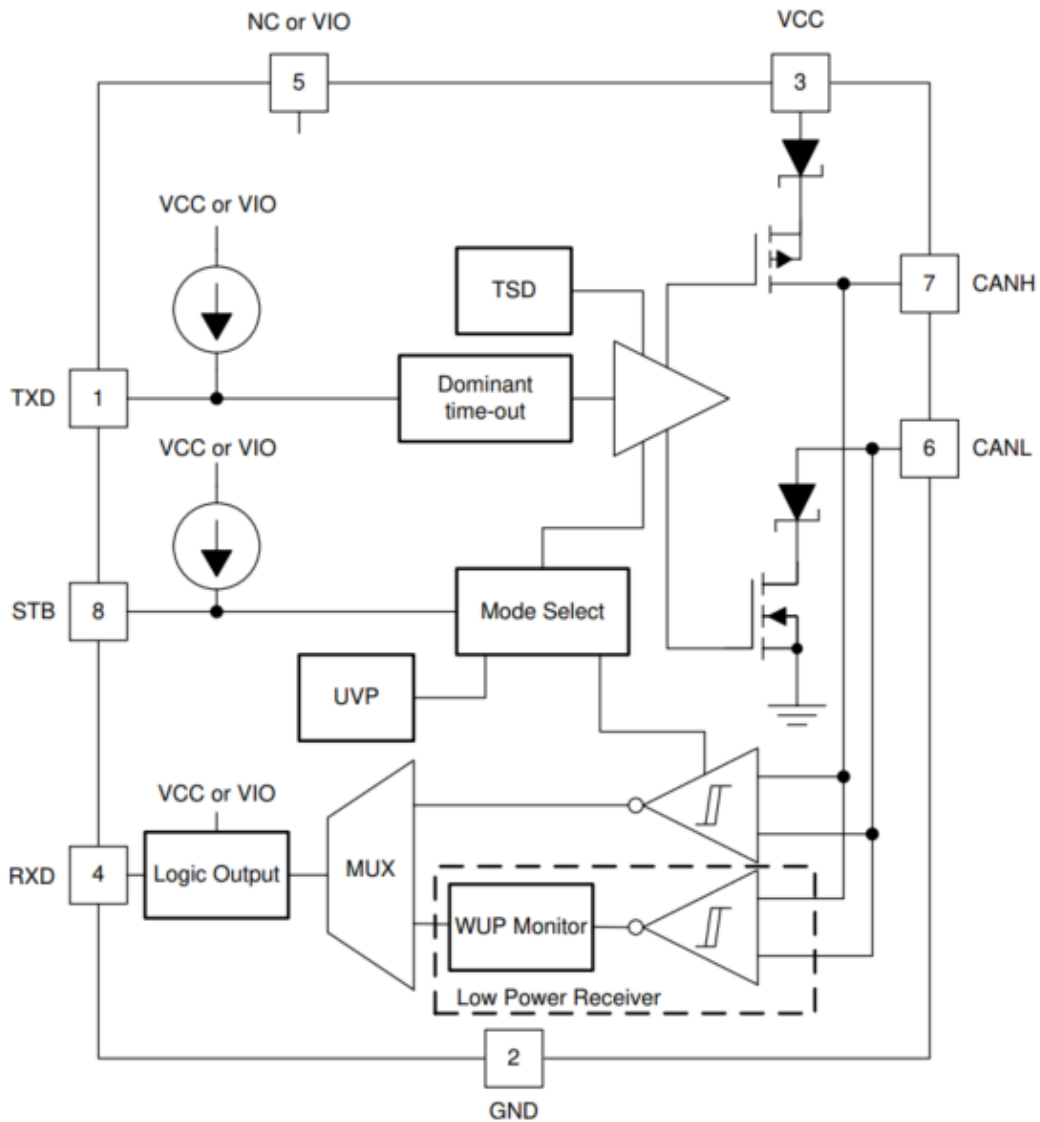 NC or VIO
VCC
5
3
VCC or VIO
TSD
7
CANH
TXD
1
Dominant
time-out
VCC or VIO
6
CANL
STB
8
Mode Select
UVP
VCC or VIO
RXD
4
Logic Output
MUX
WUP Monitor
Low Power Receiver
2
GND